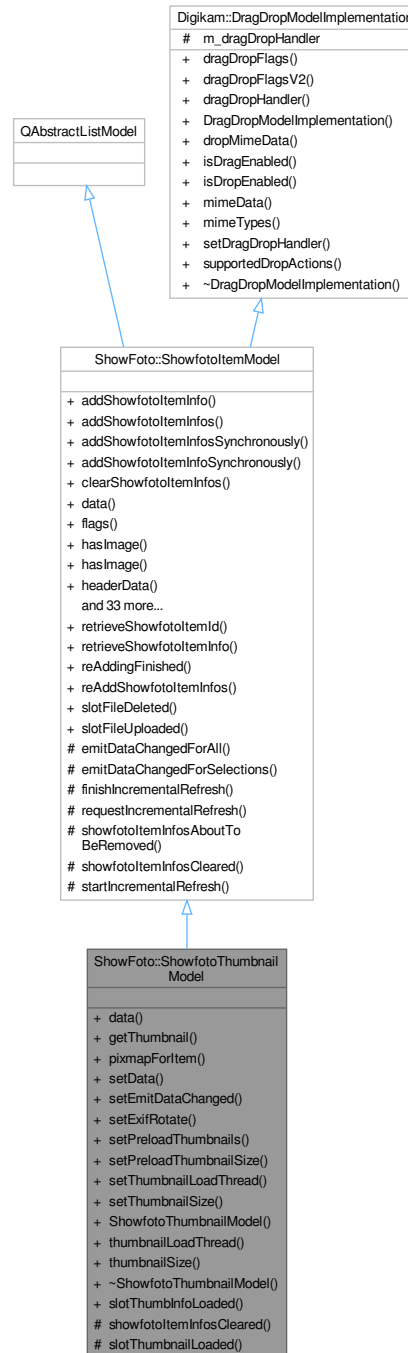 Digikam::DragDropModelImplementation
# m_dragDropHandler
+ dragDropFlags()
+ dragDropFlagsV2()
+ dragDropHandler()
+ DragDropModelImplementation()
+ dropMimeData()
+ isDragEnabled()
+ isDropEnabled()
+ mimeData()
+ mimeTypes()
+ setDragDropHandler()
+ supportedDropActions()
+ ~DragDropModelImplementation()
QAbstractListModel
ShowFoto::ShowfotoItemModel
+ addShowfotoItemInfo()
+ addShowfotoItemInfos()
+ addShowfotoItemInfosSynchronously()
+ addShowfotoItemInfoSynchronously()
+ clearShowfotoItemInfos()
+ data()
+ flags()
+ hasImage()
+ hasImage()
+ headerData()
and 33 more...
+ retrieveShowfotoItemId()
+ retrieveShowfotoItemInfo()
+ reAddingFinished()
+ reAddShowfotoItemInfos()
+ slotFileDeleted()
+ slotFileUploaded()
# emitDataChangedForAll()
# emitDataChangedForSelections()
# finishIncrementalRefresh()
# requestIncrementalRefresh()
# showfotoItemInfosAboutTo
BeRemoved()
# showfotoItemInfosCleared()
# startIncrementalRefresh()
ShowFoto::ShowfotoThumbnail
Model
+ data()
+ getThumbnail()
+ pixmapForItem()
+ setData()
+ setEmitDataChanged()
+ setExifRotate()
+ setPreloadThumbnails()
+ setPreloadThumbnailSize()
+ setThumbnailLoadThread()
+ setThumbnailSize()
+ ShowfotoThumbnailModel()
+ thumbnailLoadThread()
+ thumbnailSize()
+ ~ShowfotoThumbnailModel()
+ slotThumbInfoLoaded()
# showfotoItemInfosCleared()
# slotThumbnailLoaded()